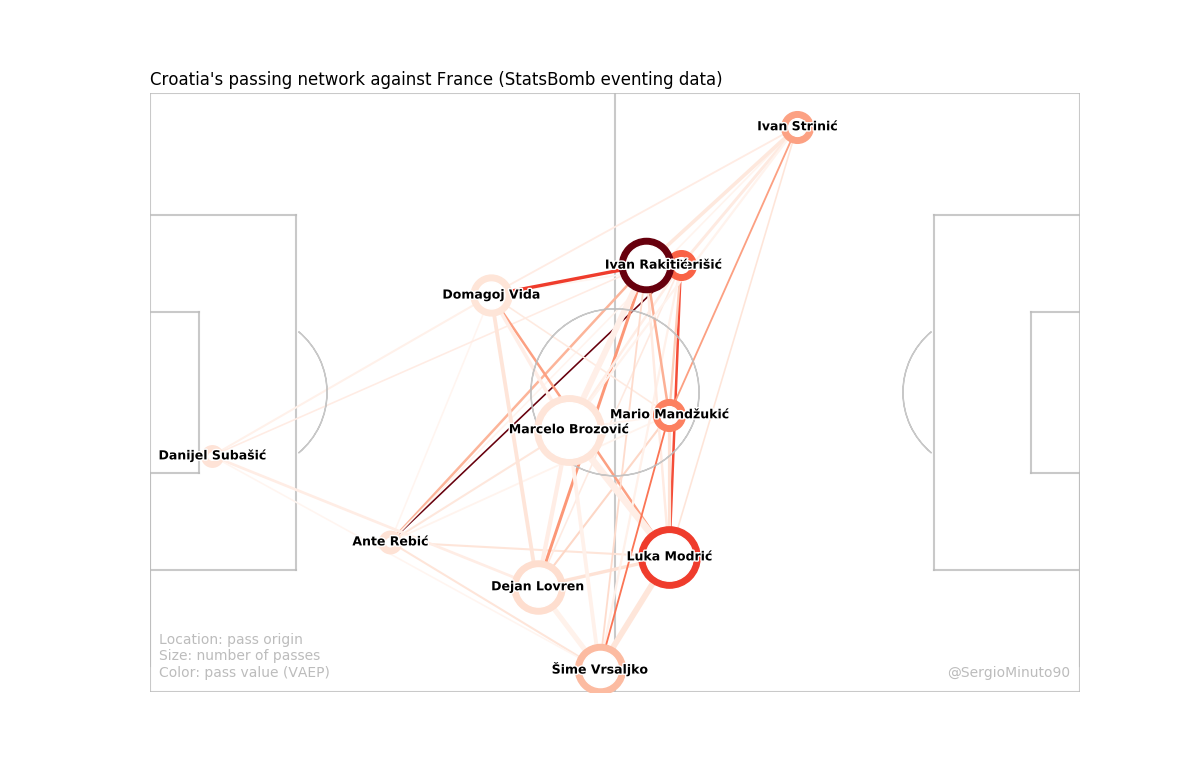 Croatia's passing network against France (StatsBomb eventing data)
Ivan Strinić
Ivan Rakitić
erišić
Domagoj Vida
Mario Mandžukić
Marcelo Brozović
Danijel Subašić
Ante Rebić
Luka Modrić
Dejan Lovren
Šime Vrsaljko
Location: pass origin
Size: number of passes
Color: pass value (VAEP)
@SergioMinuto90